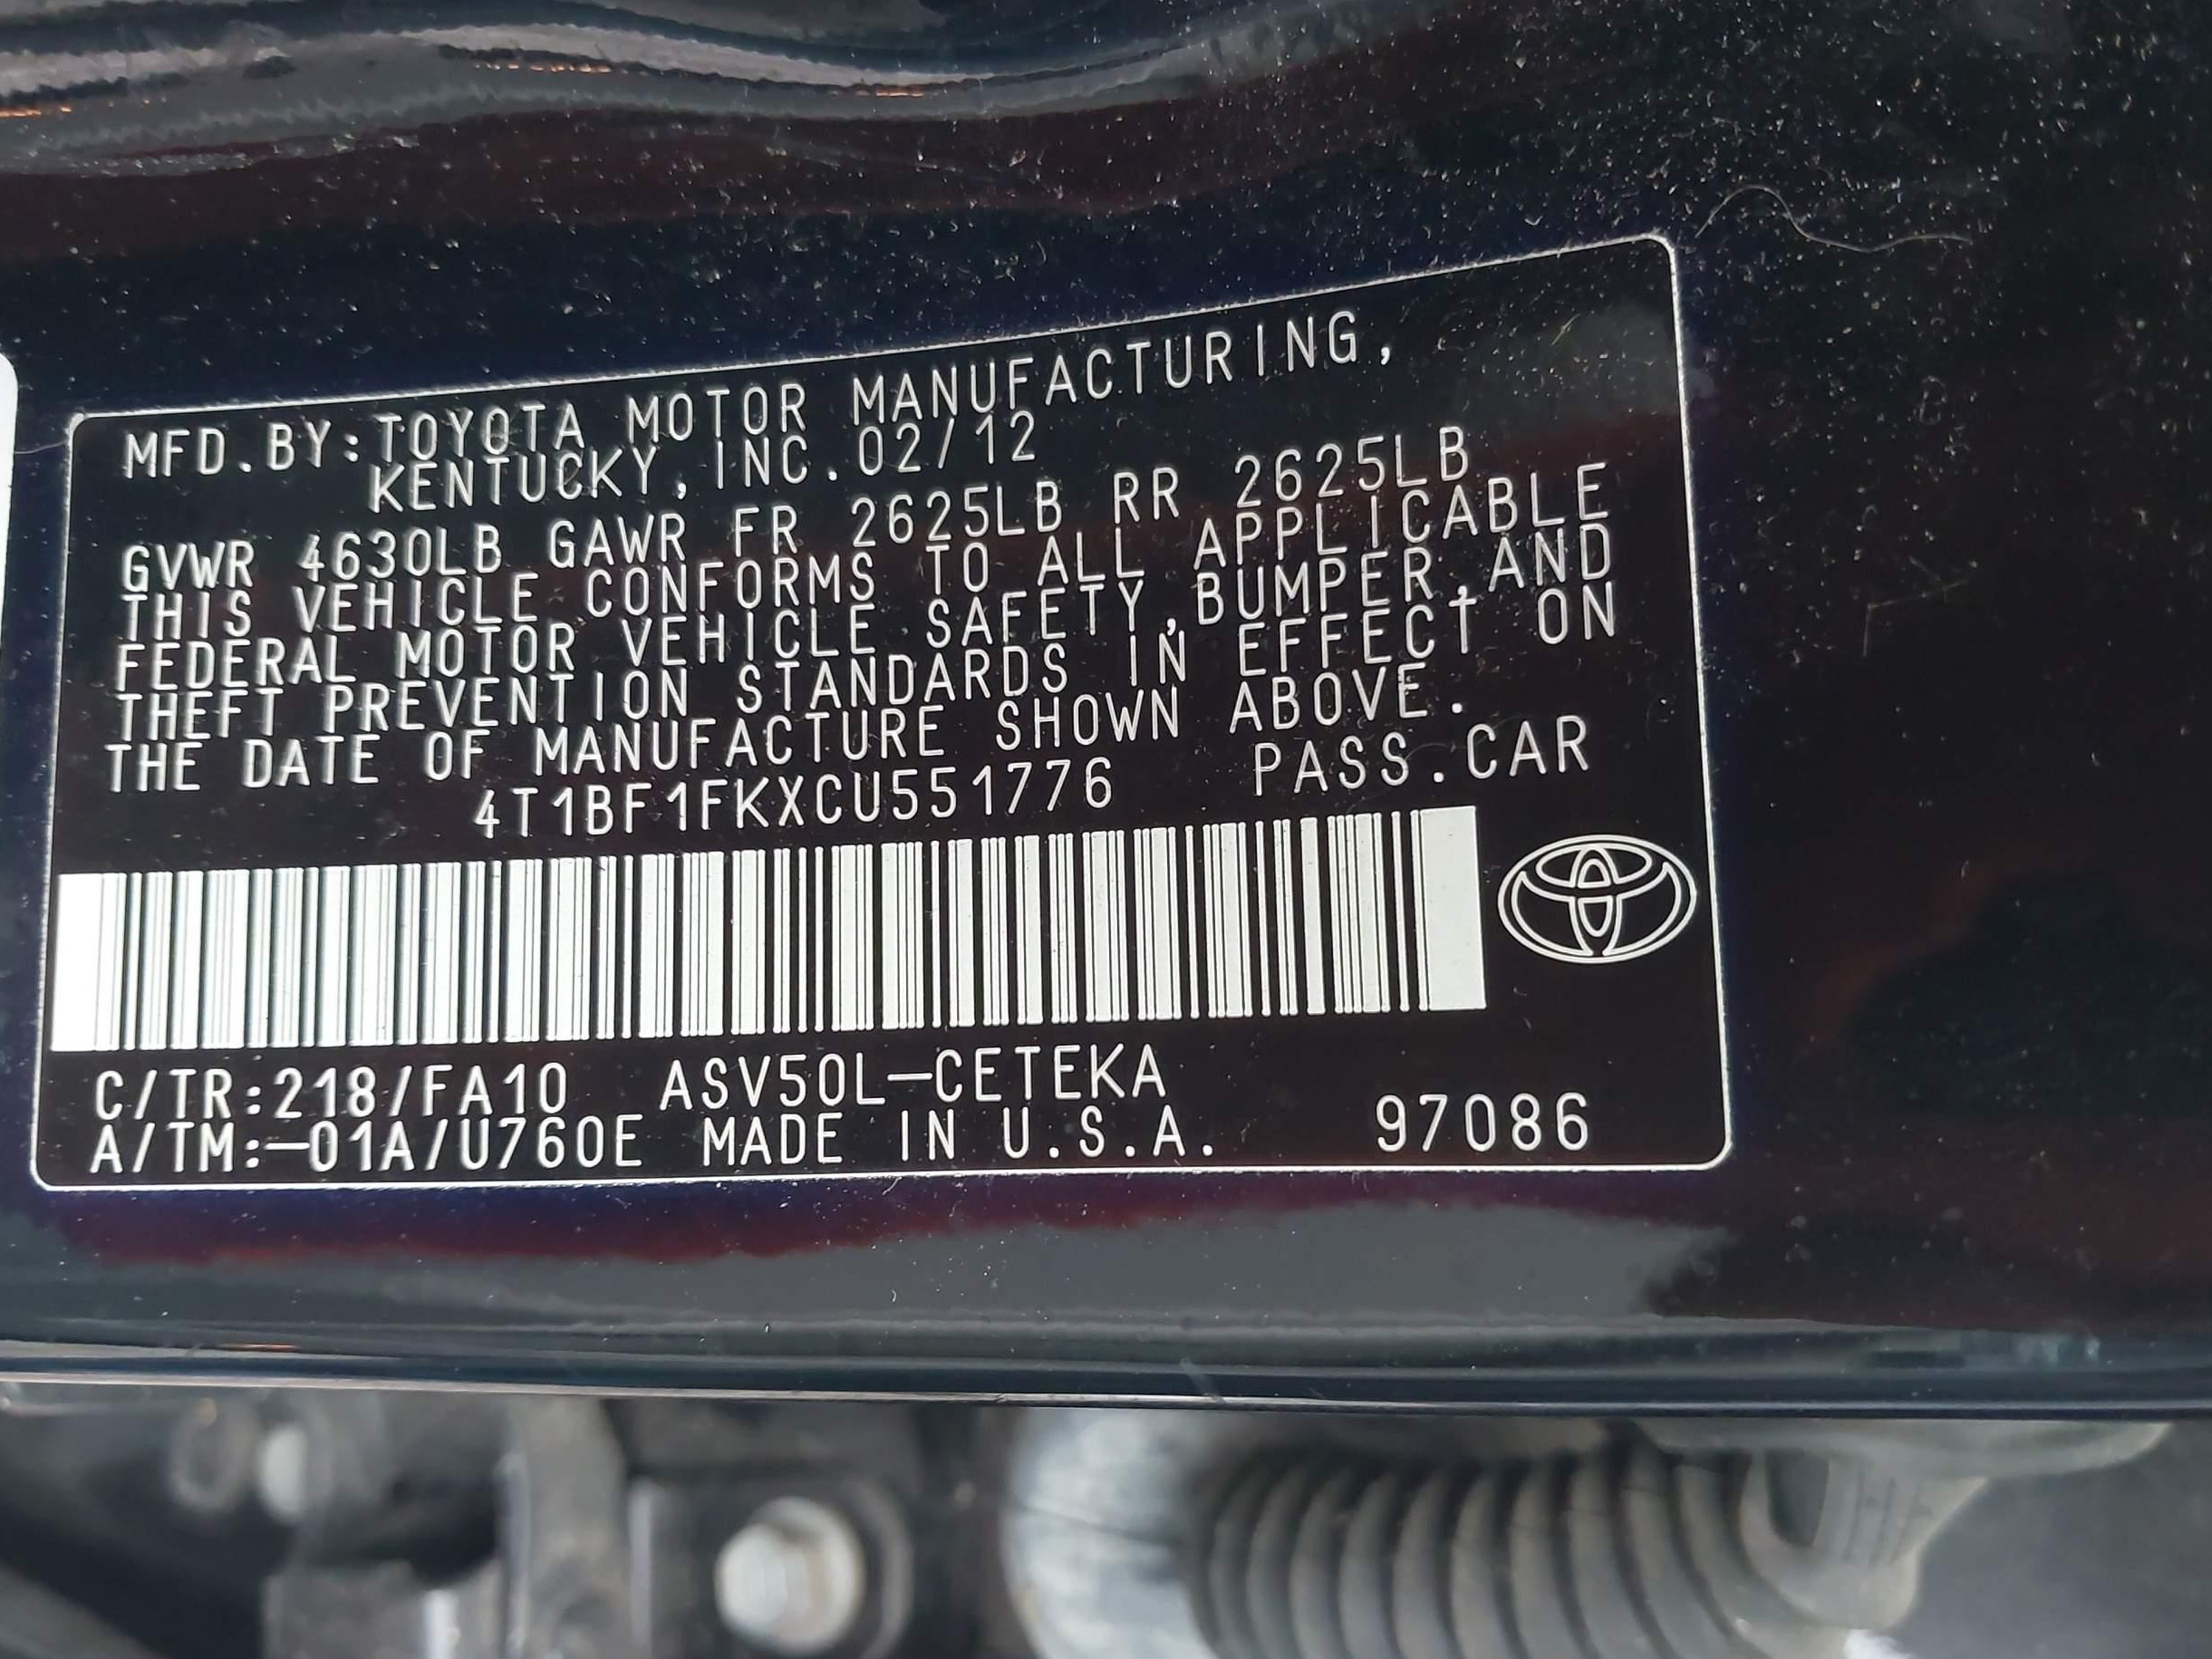 MFD.BY:TOYOTA MOTOR MANUFACTURING,
KENTUCKY, INC.02/12
GVWR 4630LB GAWR FR 2625LB RR 2625LB
THIS VEHICLE CONFORMS TO ALL APPLICABLE
FEDERAL MOTOR VEHICLE SAFETY,BUMPER,AND
THEFT PREVENTION STANDARDS IN EFFECT ON
THE DATE OF MANUFACTURE SHOWN ABOVE.
4T1BF1FKXCU551776 PASS.CAR
C/TR:218/FA10 ASV50L-CETEKA
A/TM:-01A/U760E MADE IN U.S.A. 97086